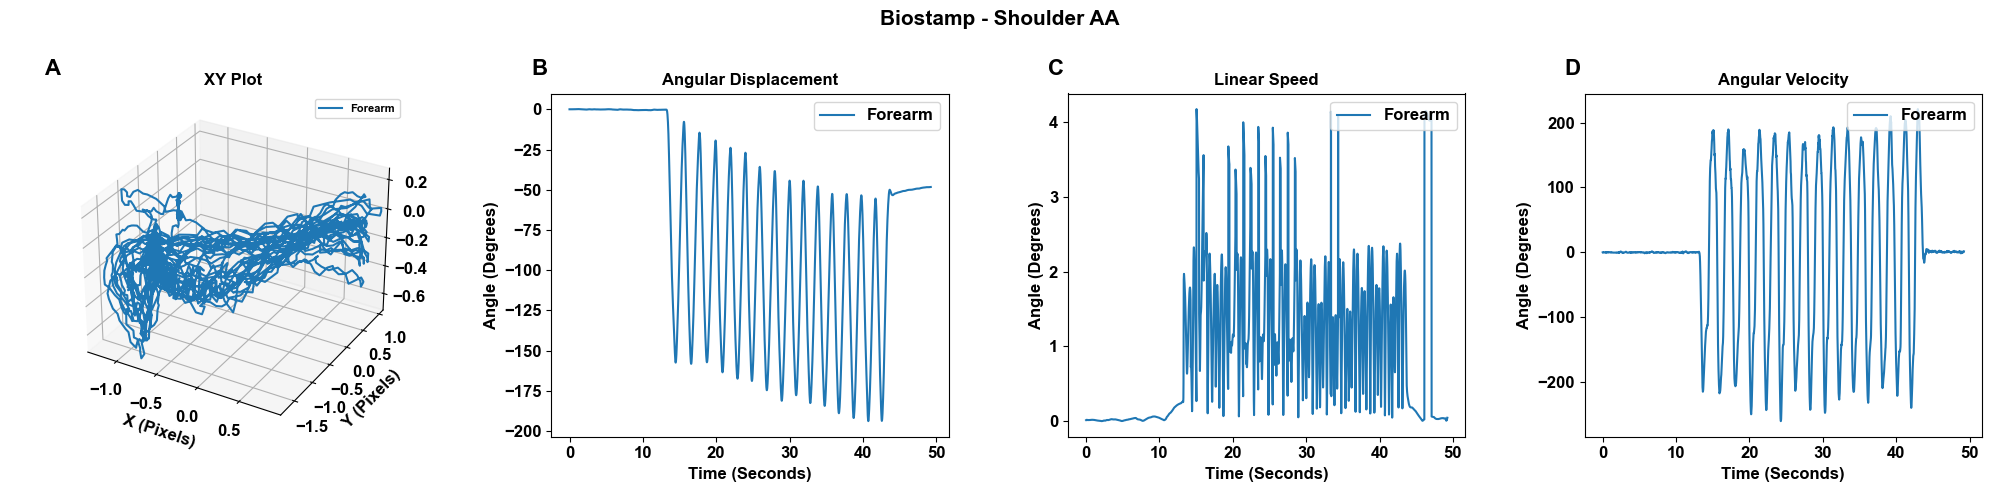 Biostamp - Shoulder AA
A
XY Plot
Forearm
0.2
0.0
−0.2
−0.4
−0.6
1.0
0.5
0.0
−0.5
−1.0
−1.5
Y (Pixels)
−1.0
−0.5
0.0
0.5
X (Pixels)
B
Angular Displacement
Forearm
0
−25
−50
−75
−100
−125
−150
−175
−200
Angle (Degrees)
0 10 20 30 40 50
Time (Seconds)
C
Linear Speed
Forearm
4
3
2
1
0
Angle (Degrees)
0 10 20 30 40 50
Time (Seconds)
D
Angular Velocity
Forearm
200
100
0
−100
−200
Angle (Degrees)
0 10 20 30 40 50
Time (Seconds)